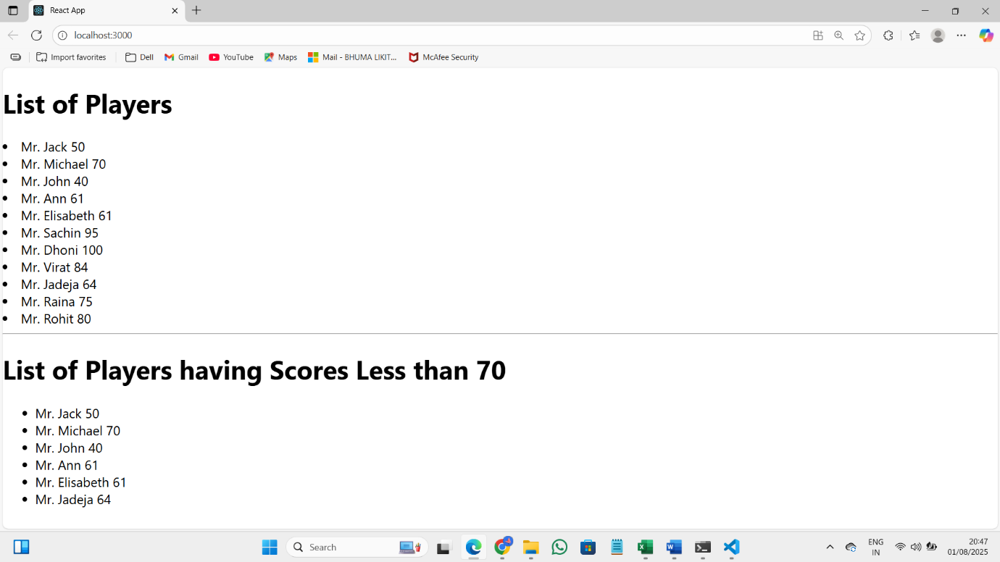 React App
localhost:3000
Import favorites
Dell
Gmail
YouTube
Maps
Mail - BHUMA LIKIT...
McAfee Security
List of Players
Mr. Jack 50
Mr. Michael 70
Mr. John 40
Mr. Ann 61
Mr. Elisabeth 61
Mr. Sachin 95
Mr. Dhoni 100
Mr. Virat 84
Mr. Jadeja 64
Mr. Raina 75
Mr. Rohit 80
List of Players having Scores Less than 70
Mr. Jack 50
Mr. Michael 70
Mr. John 40
Mr. Ann 61
Mr. Elisabeth 61
Mr. Jadeja 64
Search
ENG
IN
20:47
01/08/2025